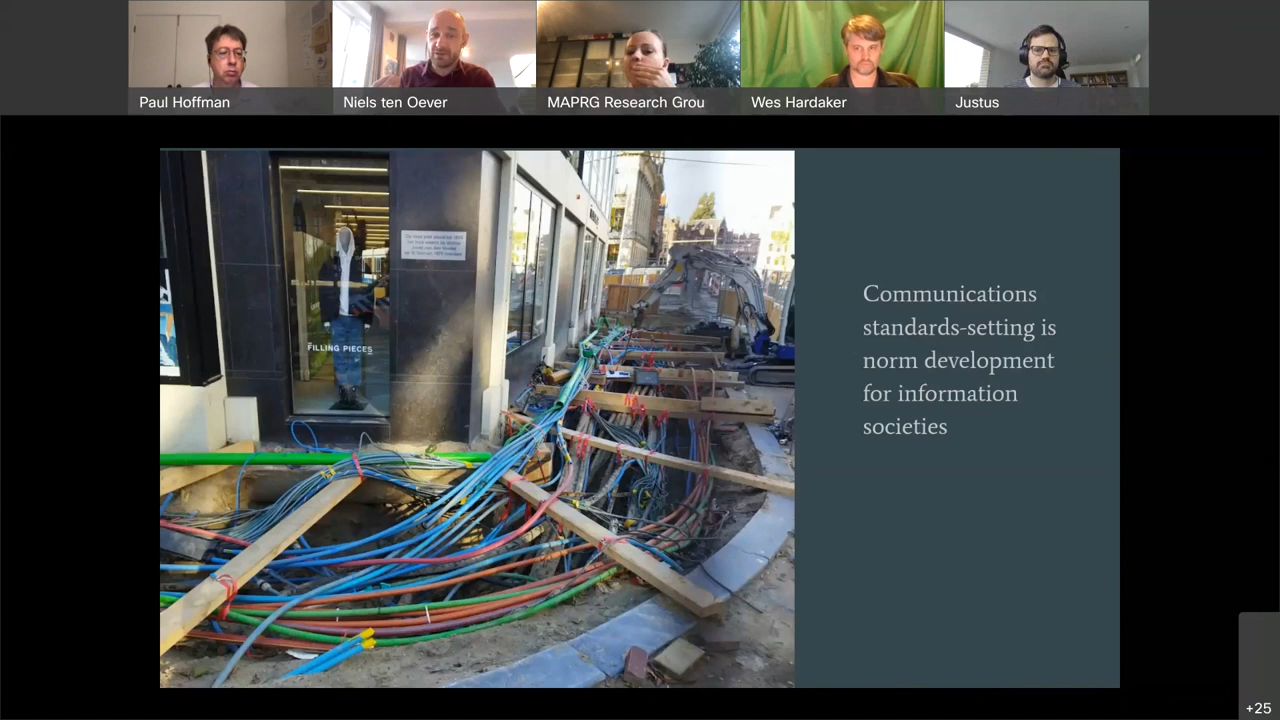 Paul Hoffman
Niels ten Oever
MAPRG Research Grou
Wes Hardaker
Justus
FILLING PIECES
Communications
standards-setting is
norm development
for information
societies
+25